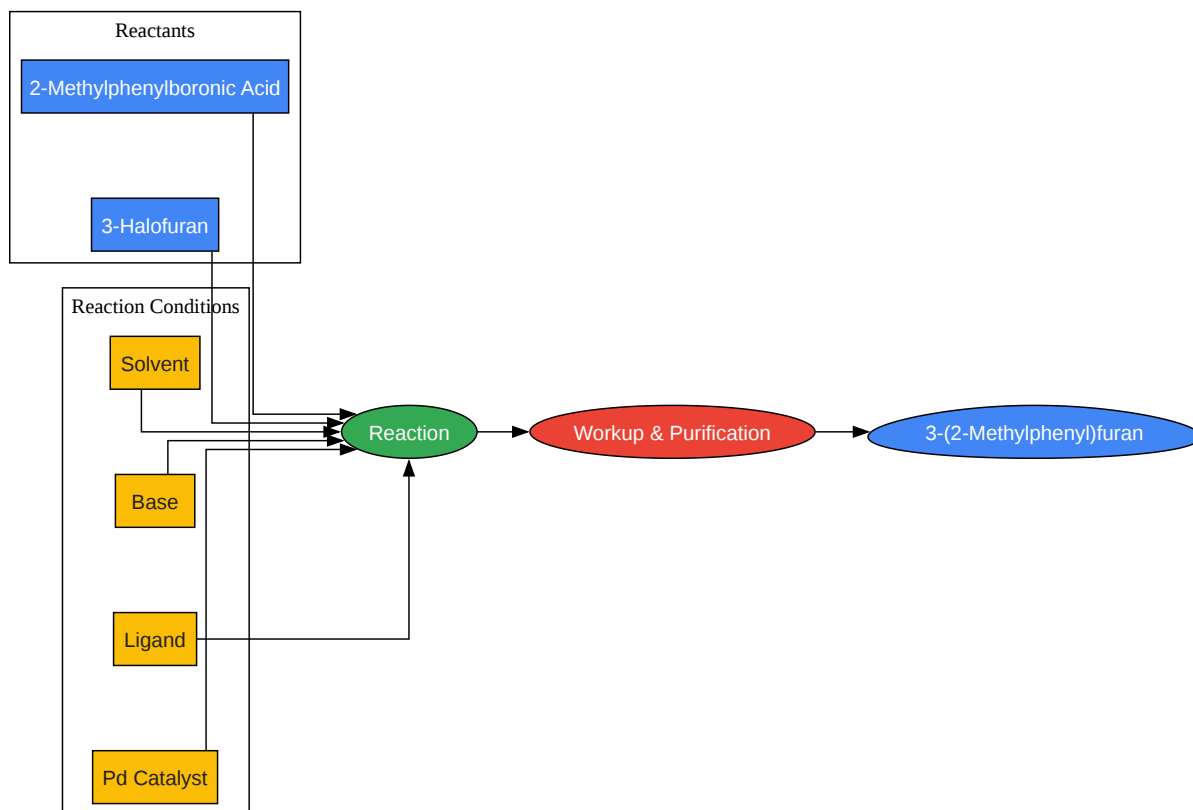 Reactants
2-Methylphenylboronic Acid
3-Halofuran
Reaction Conditions
Solvent
Base
Ligand
Pd Catalyst
Reaction
Workup & Purification
3-(2-Methylphenyl)furan